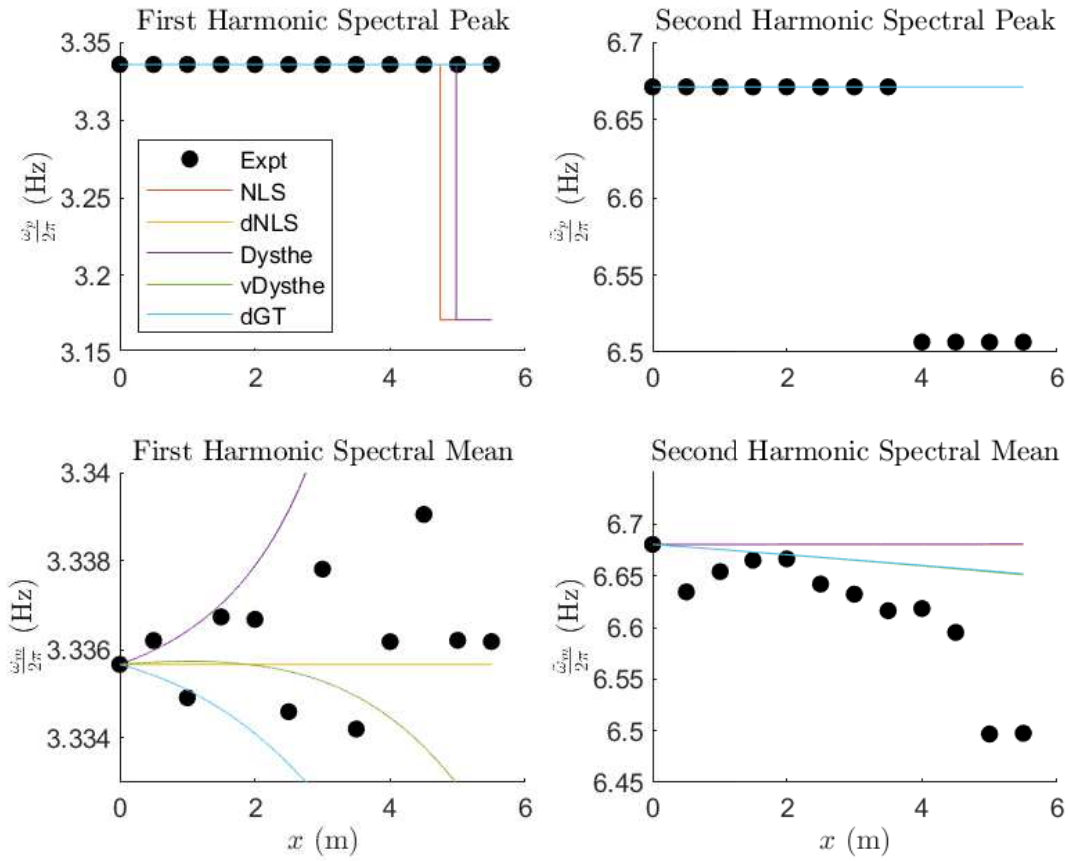 First Harmonic Spectral Peak
3.35
3.3
3.25
3.2
3.15
ω̃_p/2π (Hz)
0 2 4 6
Expt
NLS
dNLS
Dysthe
vDysthe
dGT
Second Harmonic Spectral Peak
6.7
6.65
6.6
6.55
6.5
ω̃_p/2π (Hz)
0 2 4 6
First Harmonic Spectral Mean
3.34
3.338
3.336
3.334
ω̃_m/2π (Hz)
0 2 4 6
x (m)
Second Harmonic Spectral Mean
6.7
6.65
6.6
6.55
6.5
6.45
ω̃_m/2π (Hz)
0 2 4 6
x (m)